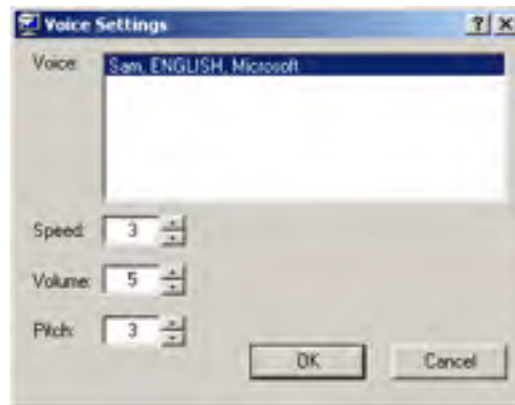 Voice Settings ? ×
Voice: Sam, ENGLISH, Microsoft
Speed: 3
Volume: 5
Pitch: 3
OK Cancel